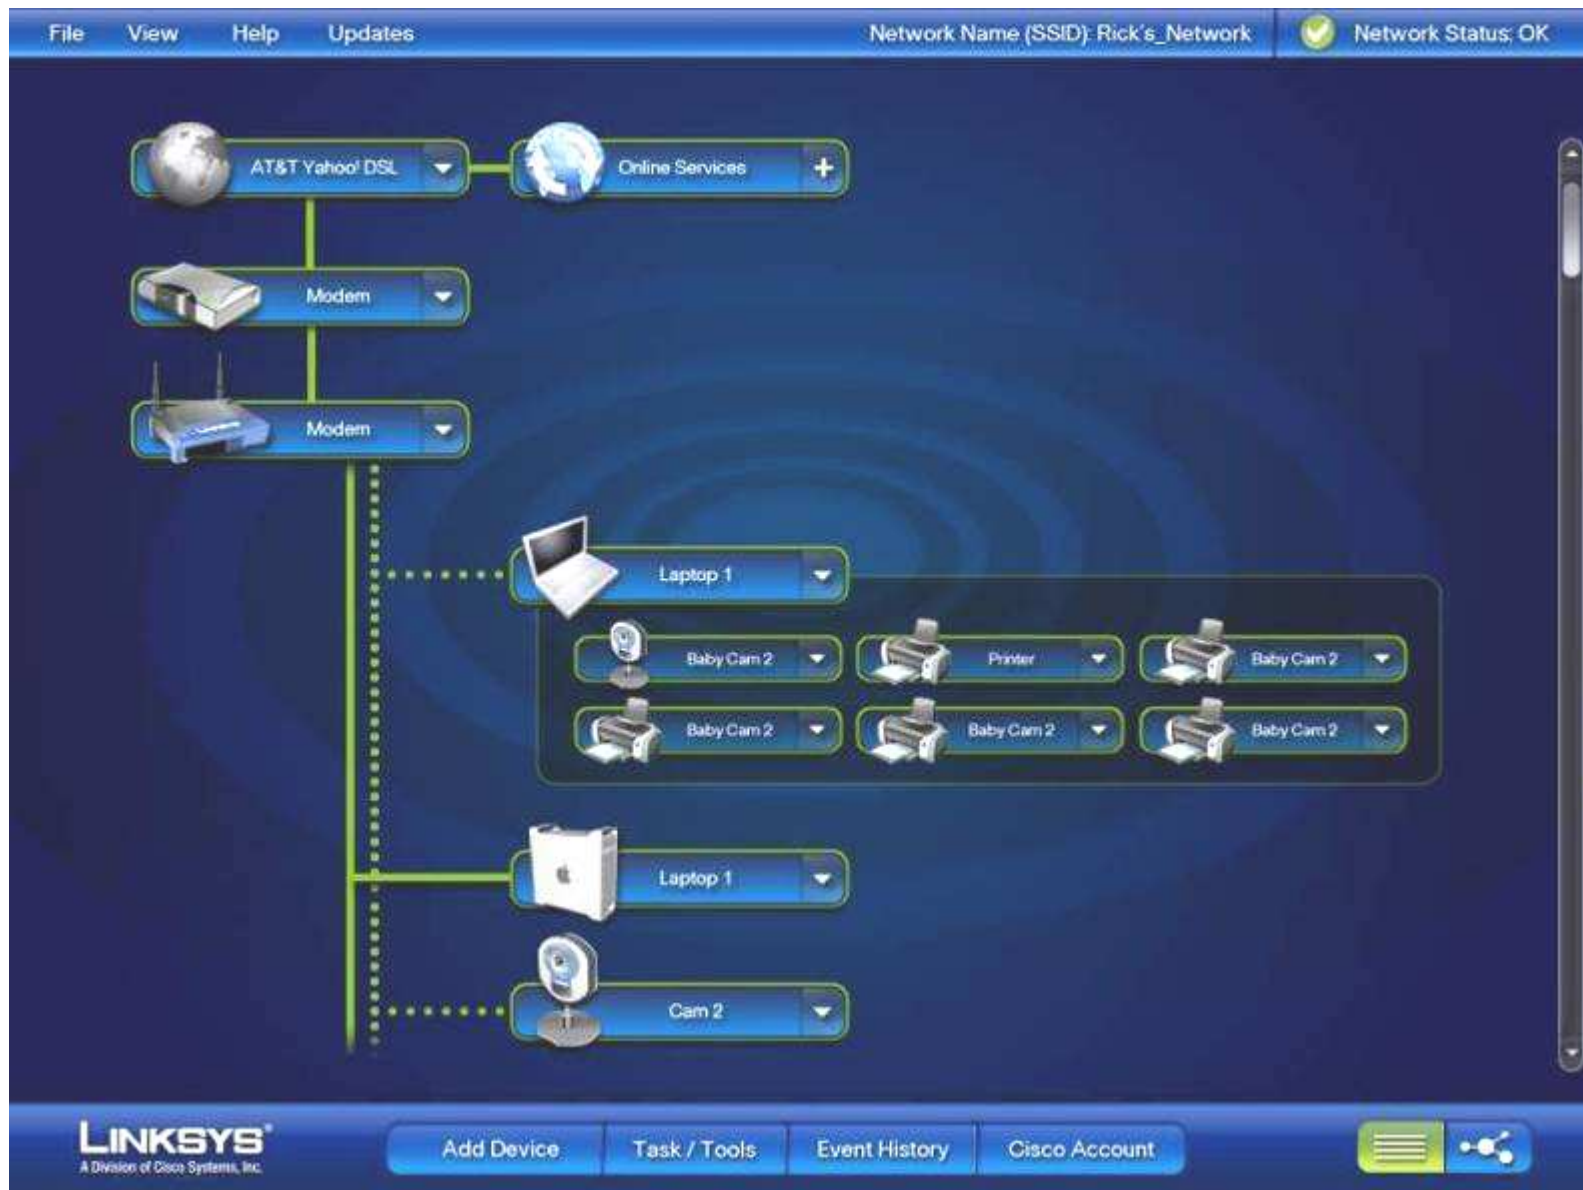 File View Help Updates Network Name (SSID): Rick's_Network Network Status: OK
AT&T Yahoo! DSL Online Services
Modem
Modem
Laptop 1
Baby Cam 2 Printer Baby Cam 2
Baby Cam 2 Baby Cam 2 Baby Cam 2
Laptop 1
Cam 2
LINKSYS®
A Division of Cisco Systems, Inc.
Add Device Task / Tools Event History Cisco Account